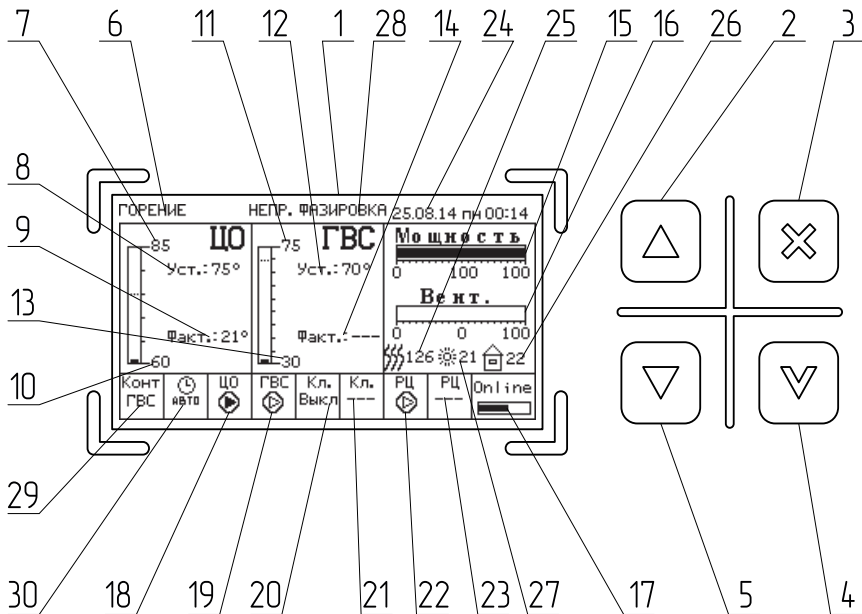 7 6 11 12 1 28 14 24 25 15 16 26 2 3
8
9
13
10
29
30 18 19 20 21 22 23 27 17 5 4
ГОРЕНИЕ НЕПР. ФАЗИРОВКА 25.08.14 пн 00:14
85 ЦО
Уст.:75°
Факт.:21°
60
75 ГВС
Уст.:70°
Факт.:---
30
Мощность
0 100 100
Вент.
0 0 100
126 21 22
Конт ГВС
АВТО
ЦО
ГВС
Кл. Выкл
Кл. ---
РЦ
РЦ ---
Online